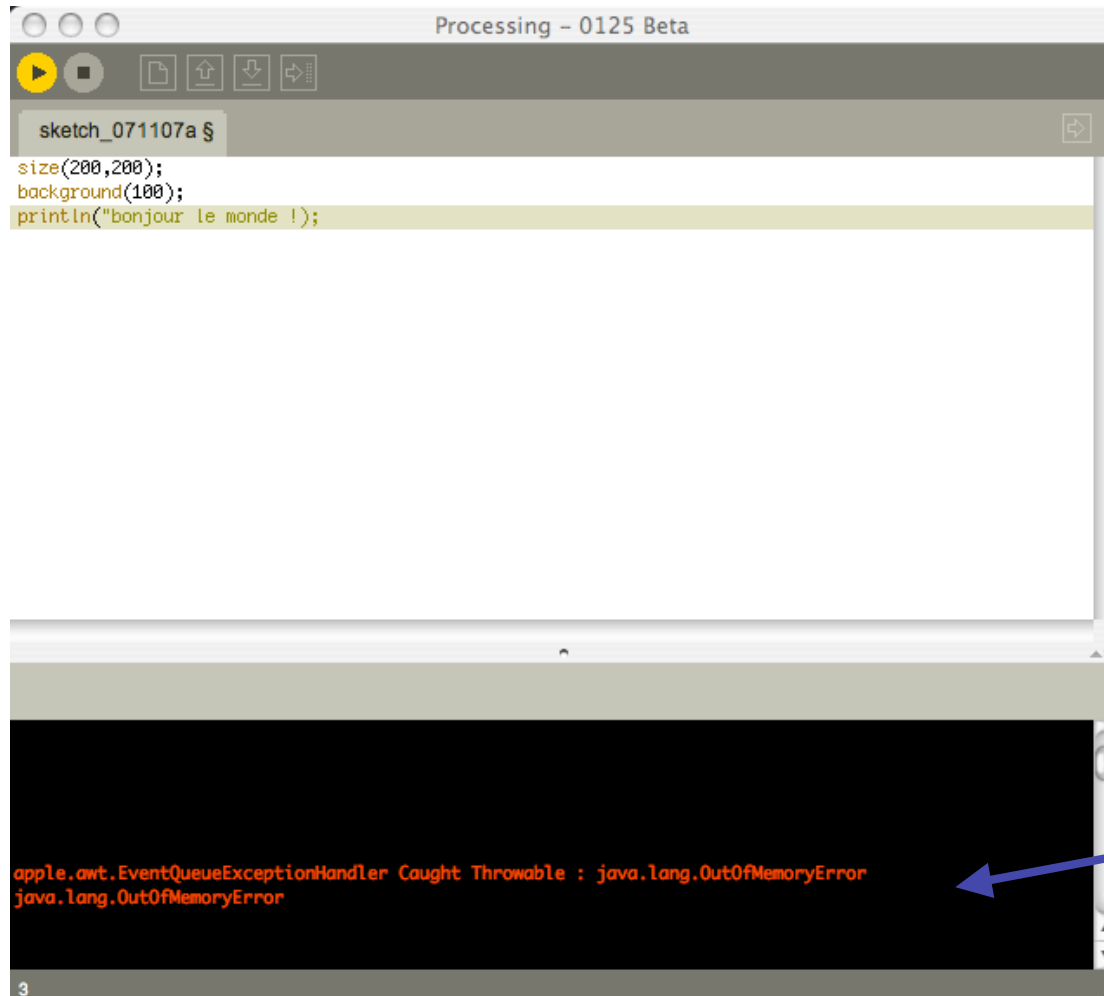 Processing – 0125 Beta
sketch_071107a §
size(200,200);
background(100);
println("bonjour le monde !);
apple.awt.EventQueueExceptionHandler Caught Throwable : java.lang.OutOfMemoryError
java.lang.OutOfMemoryError
3